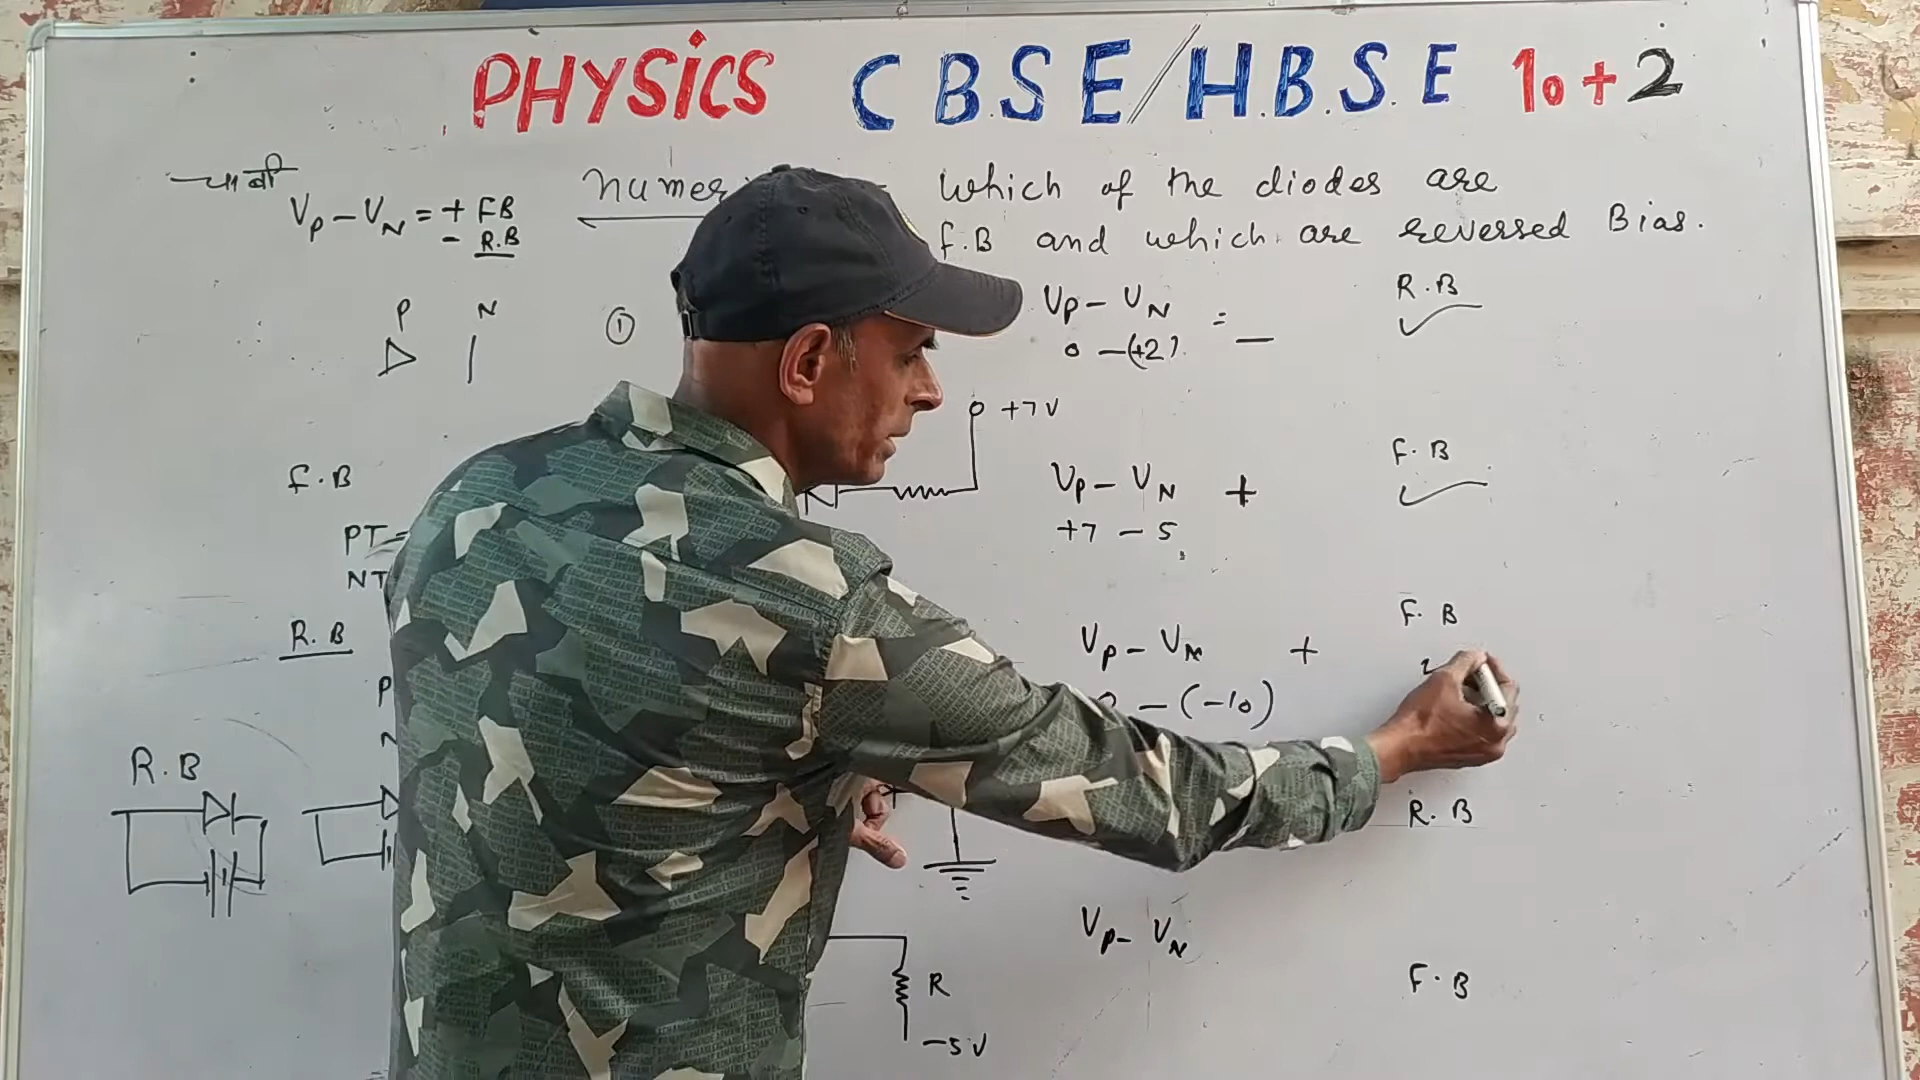 PHYSiCS CBSE/H.B.S.E 10+2
चाबी
Vp - VN = + FB
- R.B
Numer
Which of the diodes are
F.B and which are reversed Bias.
P N
①
Vp - VN = -
0 - (+2)
R.B
+7V
F.B
PT =
NT
Vp - VN +
+7 - 5
F.B
R.B
P
N
Vp - VN +
0 - (-10)
F.B
R.B
R.B
Vp - VN
F.B
R
-5V